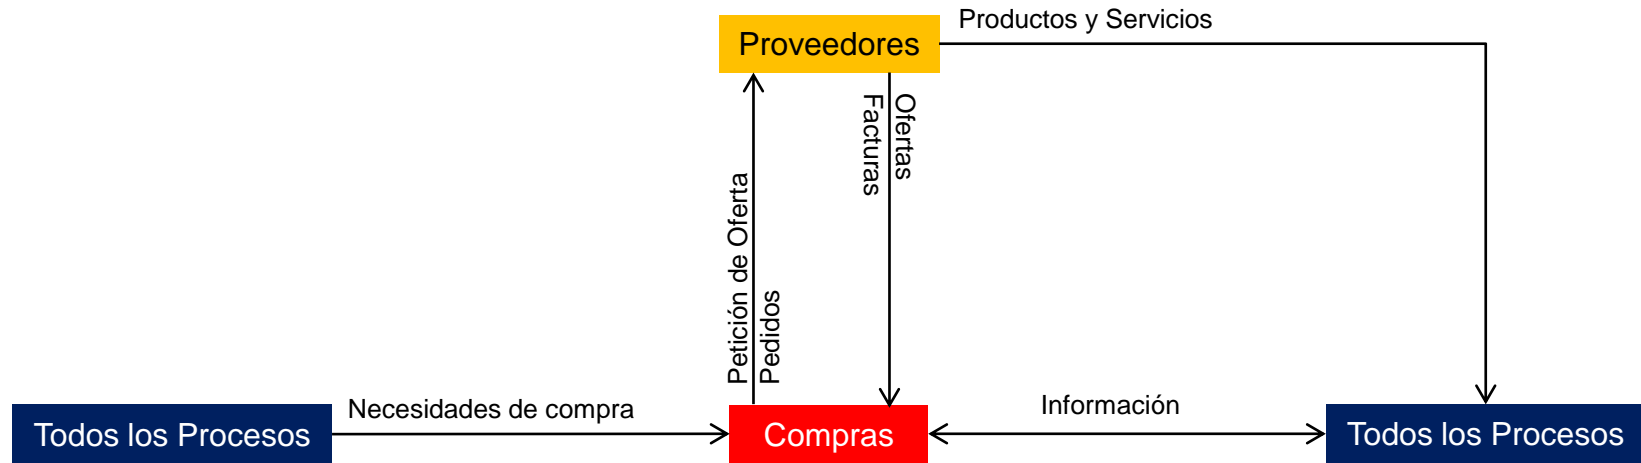 Productos y Servicios
Proveedores
Ofertas
Facturas
Petición de Oferta
Pedidos
Necesidades de compra
Información
Todos los Procesos
Compras
Todos los Procesos